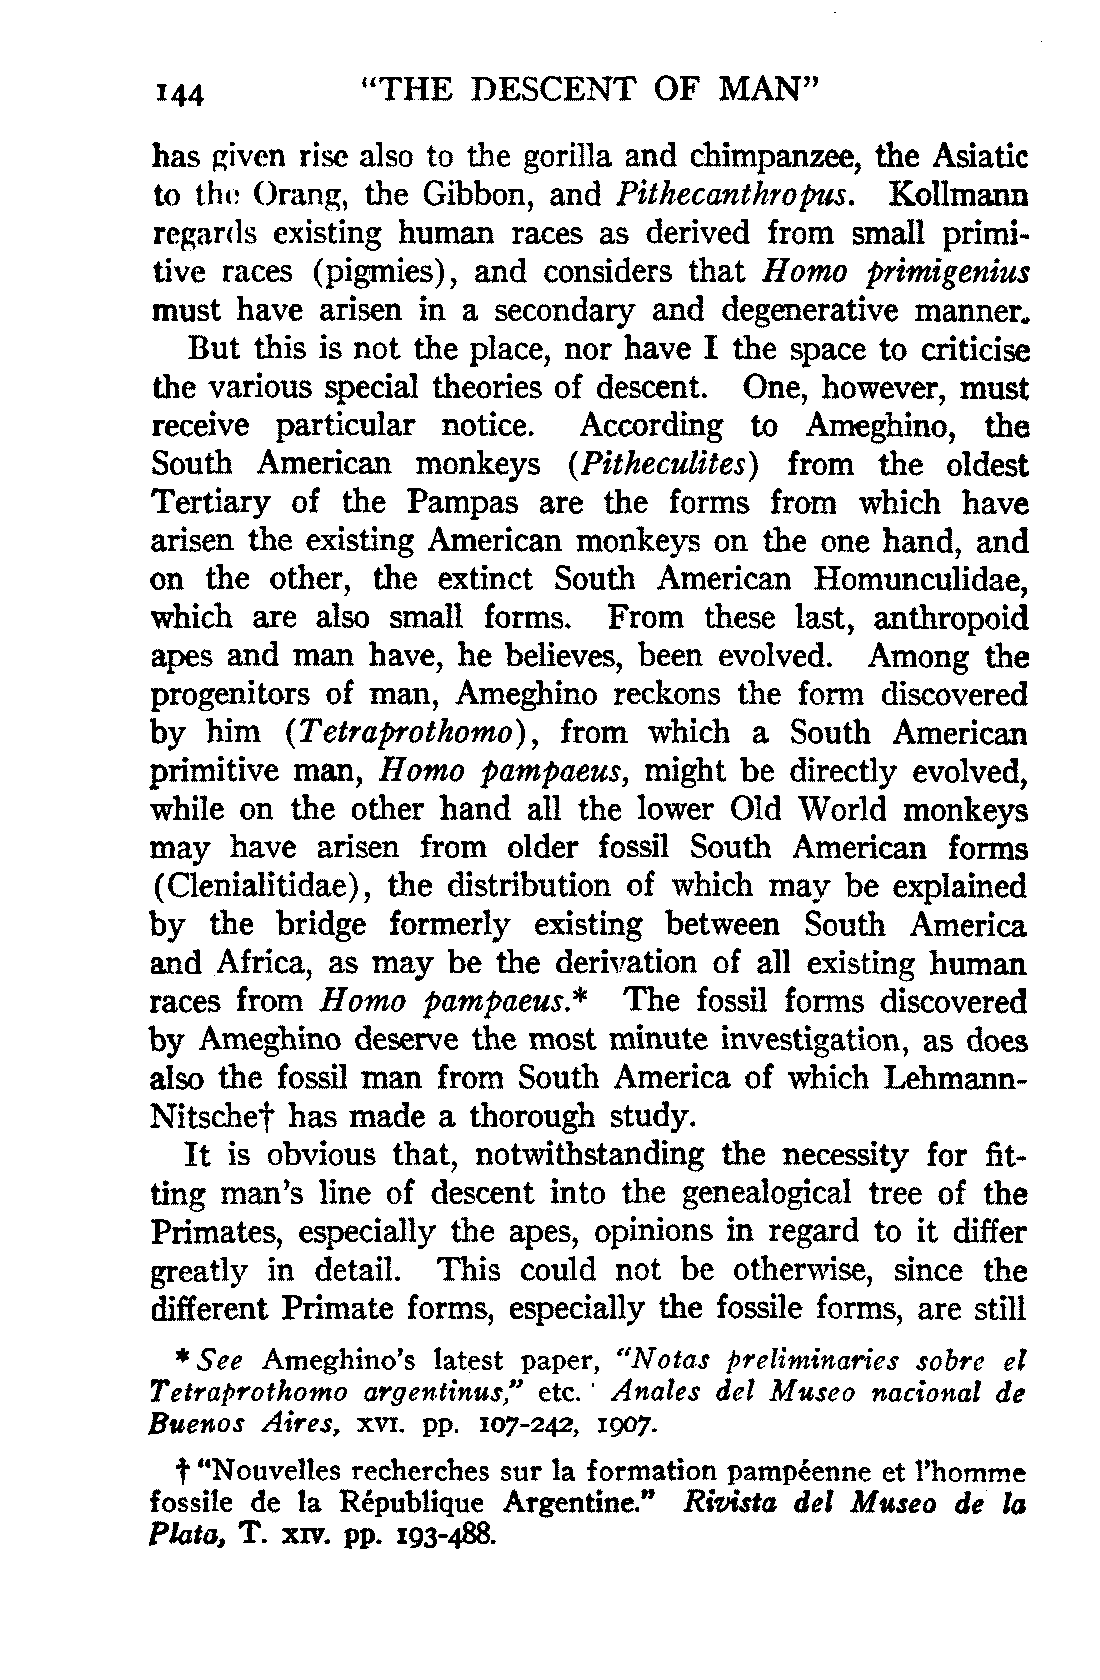 144 "THE DESCENT OF MAN"
has given rise also to the gorilla and chimpanzee, the Asiatic
to the Orang, the Gibbon, and Pithecanthropus. Kollmann
regards existing human races as derived from small primi-
tive races (pigmies), and considers that Homo primigenius
must have arisen in a secondary and degenerative manner.
But this is not the place, nor have I the space to criticise
the various special theories of descent. One, however, must
receive particular notice. According to Ameghino, the
South American monkeys (Pitheculites) from the oldest
Tertiary of the Pampas are the forms from which have
arisen the existing American monkeys on the one hand, and
on the other, the extinct South American Homunculidae,
which are also small forms. From these last, anthropoid
apes and man have, he believes, been evolved. Among the
progenitors of man, Ameghino reckons the form discovered
by him (Tetraprothomo), from which a South American
primitive man, Homo pampaeus, might be directly evolved,
while on the other hand all the lower Old World monkeys
may have arisen from older fossil South American forms
(Clenialitidae), the distribution of which may be explained
by the bridge formerly existing between South America
and Africa, as may be the derivation of all existing human
races from Homo pampaeus.* The fossil forms discovered
by Ameghino deserve the most minute investigation, as does
also the fossil man from South America of which Lehmann-
Nitsche† has made a thorough study.
It is obvious that, notwithstanding the necessity for fit-
ting man's line of descent into the genealogical tree of the
Primates, especially the apes, opinions in regard to it differ
greatly in detail. This could not be otherwise, since the
different Primate forms, especially the fossile forms, are still
* See Ameghino's latest paper, "Notas preliminaries sobre el
Tetraprothomo argentinus," etc. Anales del Museo nacional de
Buenos Aires, XVI. pp. 107-242, 1907.
† "Nouvelles recherches sur la formation pampéenne et l'homme
fossile de la République Argentine." Rivista del Museo de la
Plata, T. XIV. pp. 193-488.